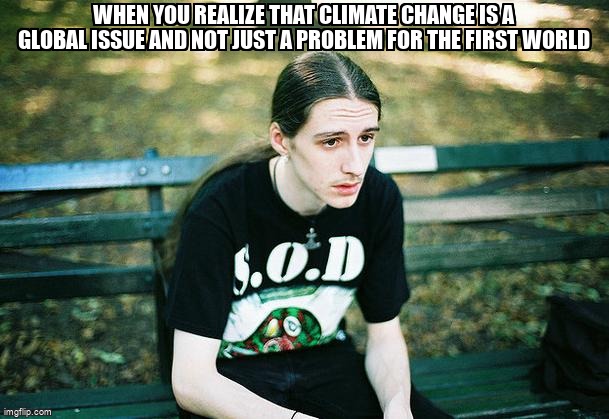 WHEN YOU REALIZE THAT CLIMATE CHANGE IS A
GLOBAL ISSUE AND NOT JUST A PROBLEM FOR THE FIRST WORLD
S.O.D
imgflip.com